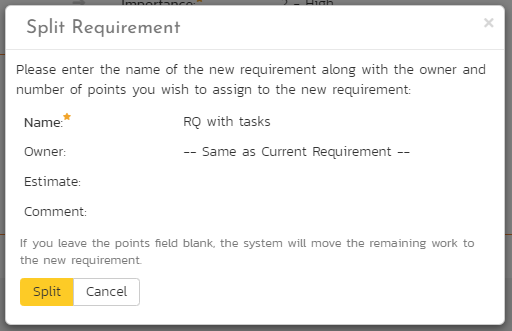 Importance:* 2 - High
Split Requirement ×
Please enter the name of the new requirement along with the owner and
number of points you wish to assign to the new requirement:
Name:* RQ with tasks
Owner: -- Same as Current Requirement --
Estimate:
Comment:
If you leave the points field blank, the system will move the remaining work to
the new requirement.
Split Cancel